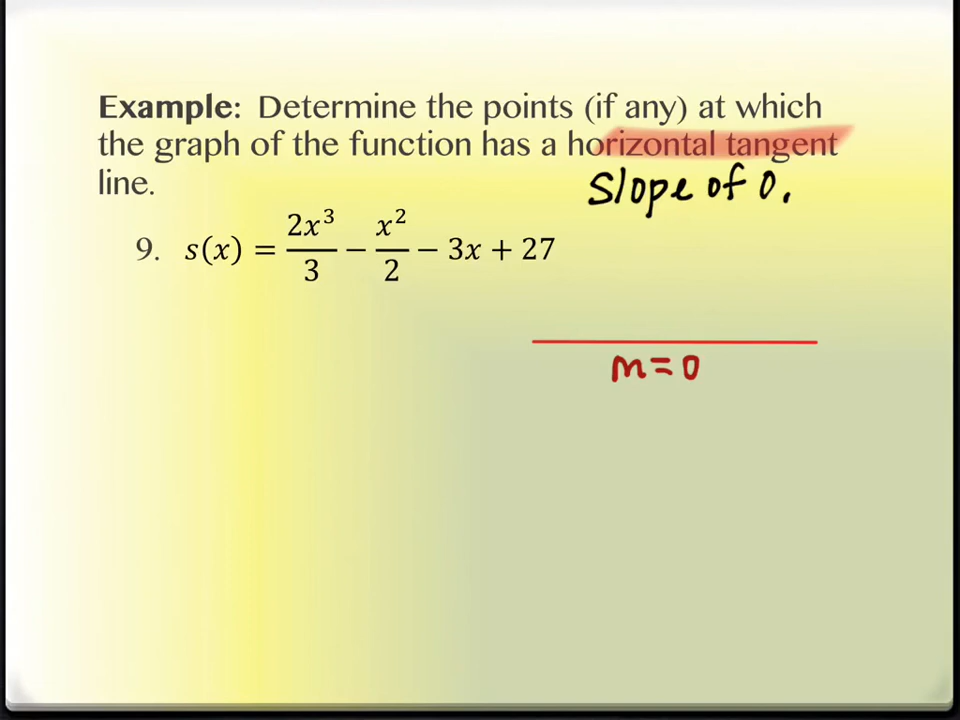 Example: Determine the points (if any) at which
the graph of the function has a horizontal tangent
line.
Slope of 0.
9. s(x) = 2x³/3 − x²/2 − 3x + 27
m=0